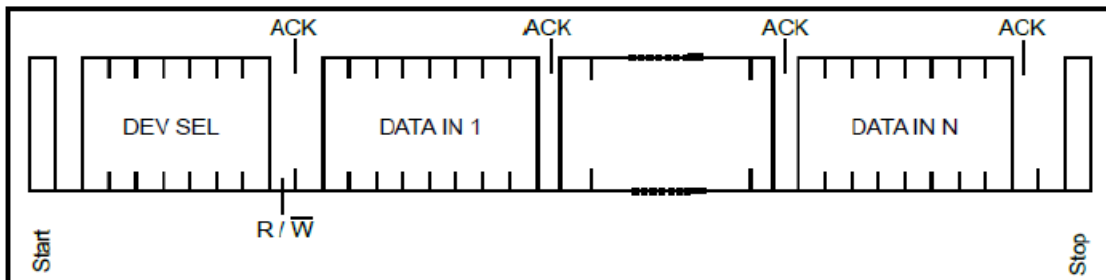 ACK ACK ACK ACK
DEV SEL DATA IN 1 DATA IN N
R / W̅
Start Stop